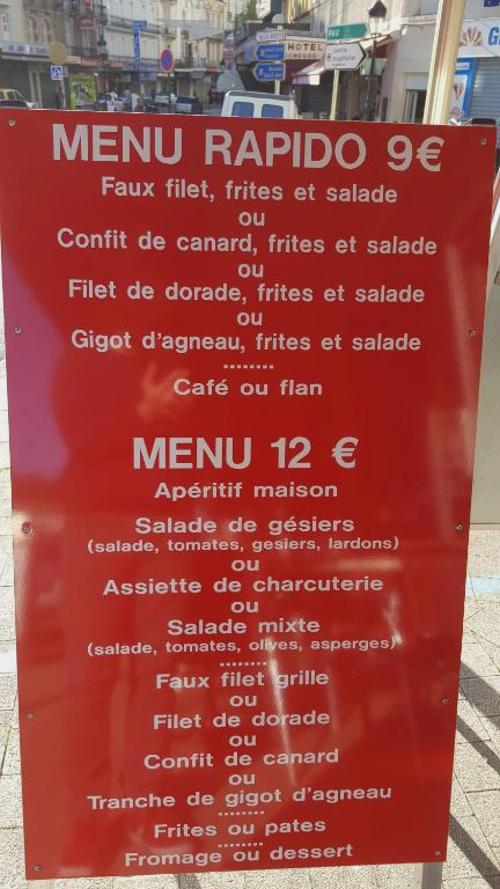 HOTEL
MENU RAPIDO 9€
Faux filet, frites et salade
ou
Confit de canard, frites et salade
ou
Filet de dorade, frites et salade
ou
Gigot d'agneau, frites et salade
........
Café ou flan
MENU 12 €
Apéritif maison
Salade de gésiers
(salade, tomates, gesiers, lardons)
ou
Assiette de charcuterie
ou
Salade mixte
(salade, tomates, olives, asperges)
........
Faux filet grille
ou
Filet de dorade
ou
Confit de canard
ou
Tranche de gigot d'agneau
........
Frites ou pates
........
Fromage ou dessert